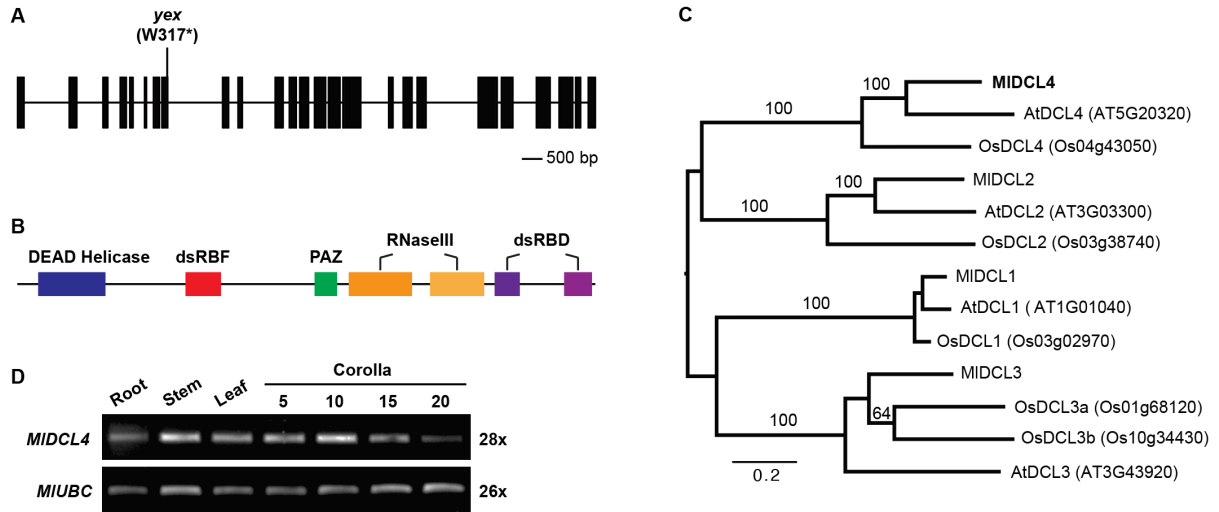 A
yex
(W317*)
500 bp
B
DEAD Helicase
dsRBF
PAZ
RNaseIII
dsRBD
C
100
MlDCL4
100
AtDCL4 (AT5G20320)
OsDCL4 (Os04g43050)
100
MlDCL2
100
AtDCL2 (AT3G03300)
OsDCL2 (Os03g38740)
MlDCL1
100
AtDCL1 ( AT1G01040)
OsDCL1 (Os03g02970)
MlDCL3
64
OsDCL3a (Os01g68120)
100
OsDCL3b (Os10g34430)
AtDCL3 (AT3G43920)
0.2
D
Root
Stem
Leaf
Corolla
5 10 15 20
MlDCL4
28x
MlUBC
26x